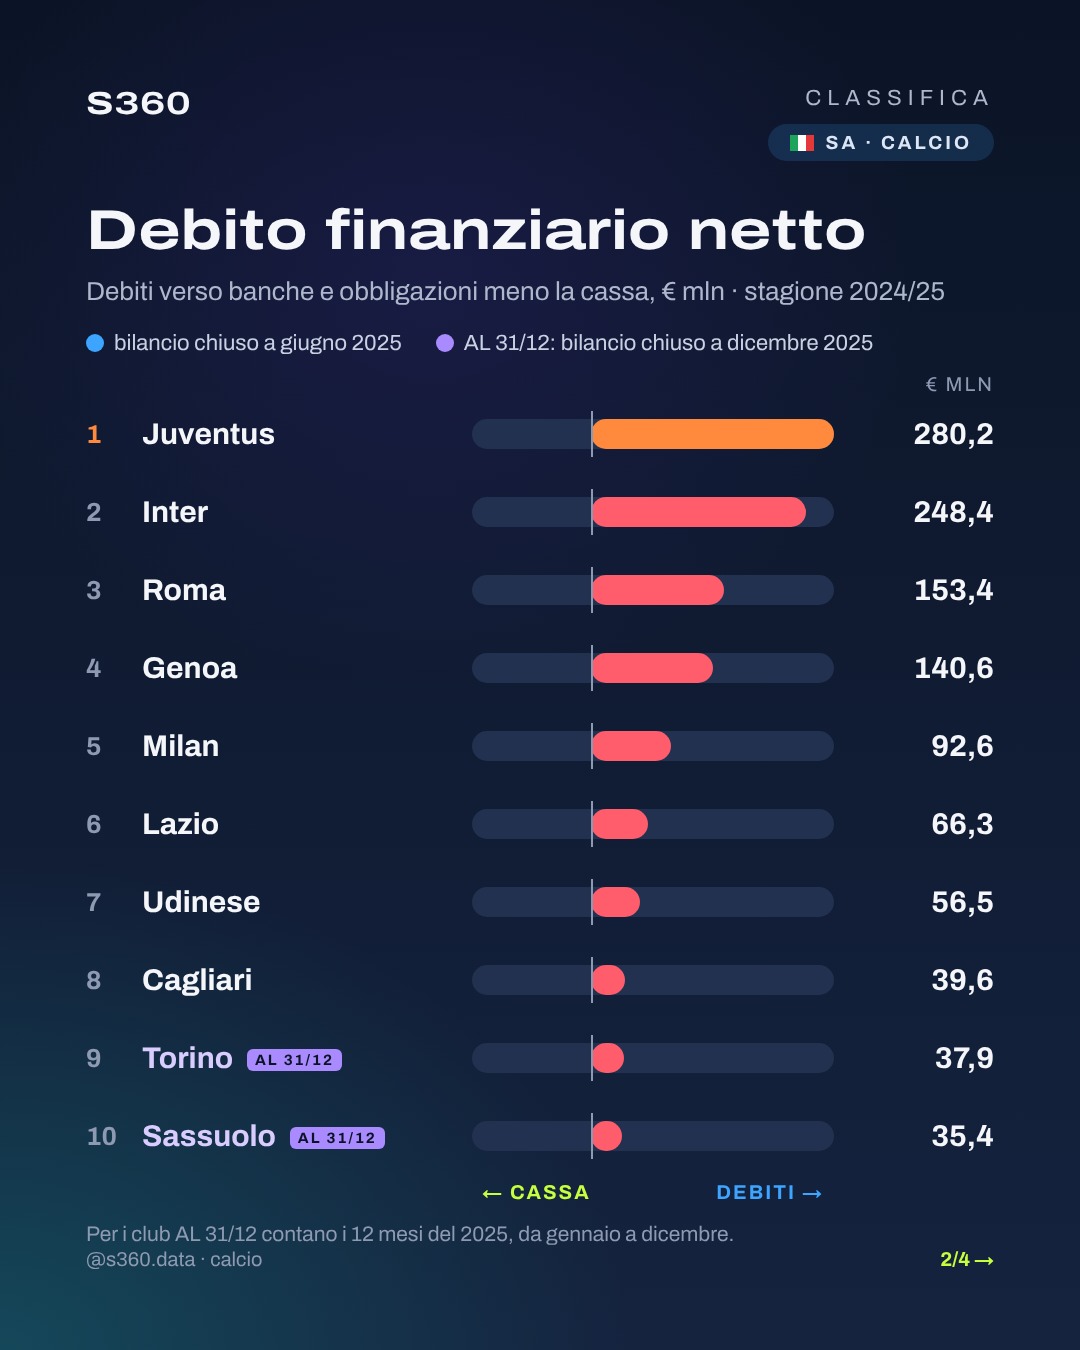 S360
CLASSIFICA
SA · CALCIO
Debito finanziario netto
Debiti verso banche e obbligazioni meno la cassa, € mln · stagione 2024/25
bilancio chiuso a giugno 2025
AL 31/12: bilancio chiuso a dicembre 2025
€ MLN
1 Juventus 280,2
2 Inter 248,4
3 Roma 153,4
4 Genoa 140,6
5 Milan 92,6
6 Lazio 66,3
7 Udinese 56,5
8 Cagliari 39,6
9 Torino AL 31/12 37,9
10 Sassuolo AL 31/12 35,4
← CASSA DEBITI →
Per i club AL 31/12 contano i 12 mesi del 2025, da gennaio a dicembre.
@s360.data · calcio
2/4 →